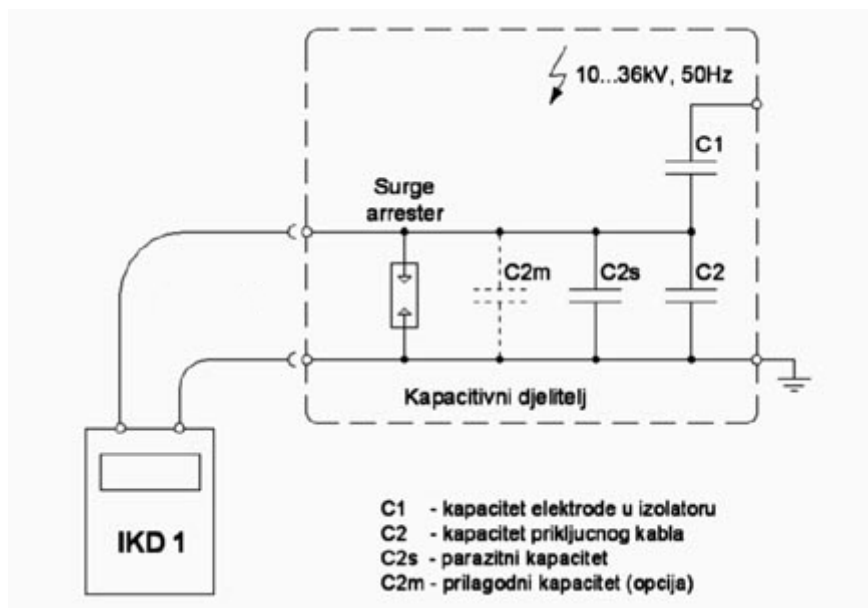 10...36kV, 50Hz
C1
Surge
arrester
C2m
C2s
C2
Kapacitivni djelitelj
IKD 1
C1 - kapacitet elektrode u izolatoru
C2 - kapacitet prikljucnog kabla
C2s - parazitni kapacitet
C2m - prilagodni kapacitet (opcija)